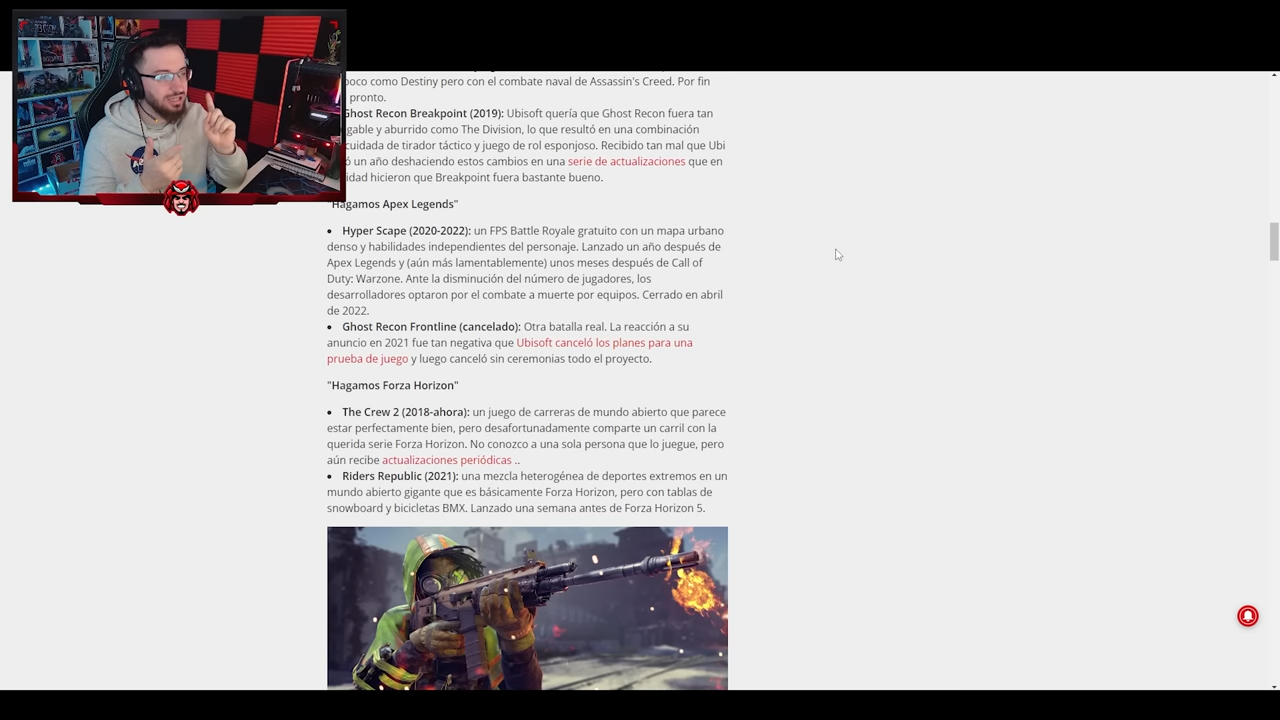 poco como Destiny pero con el combate naval de Assassin's Creed. Por fin
pronto.
Ghost Recon Breakpoint (2019): Ubisoft quería que Ghost Recon fuera tan
y aburrido como The Division, lo que resultó en una combinación
de tirador táctico y juego de rol esponjoso. Recibido tan mal que Ubi
un año deshaciendo estos cambios en una serie de actualizaciones que en
hicieron que Breakpoint fuera bastante bueno.
"Hagamos Apex Legends"
• Hyper Scape (2020-2022): un FPS Battle Royale gratuito con un mapa urbano
denso y habilidades independientes del personaje. Lanzado un año después de
Apex Legends y (aún más lamentablemente) unos meses después de Call of
Duty: Warzone. Ante la disminución del número de jugadores, los
desarrolladores optaron por el combate a muerte por equipos. Cerrado en abril
de 2022.
• Ghost Recon Frontline (cancelado): Otra batalla real. La reacción a su
anuncio en 2021 fue tan negativa que Ubisoft canceló los planes para una
prueba de juego y luego canceló sin ceremonias todo el proyecto.
"Hagamos Forza Horizon"
• The Crew 2 (2018-ahora): un juego de carreras de mundo abierto que parece
estar perfectamente bien, pero desafortunadamente comparte un carril con la
querida serie Forza Horizon. No conozco a una sola persona que lo juegue, pero
aún recibe actualizaciones periódicas ..
• Riders Republic (2021): una mezcla heterogénea de deportes extremos en un
mundo abierto gigante que es básicamente Forza Horizon, pero con tablas de
snowboard y bicicletas BMX. Lanzado una semana antes de Forza Horizon 5.